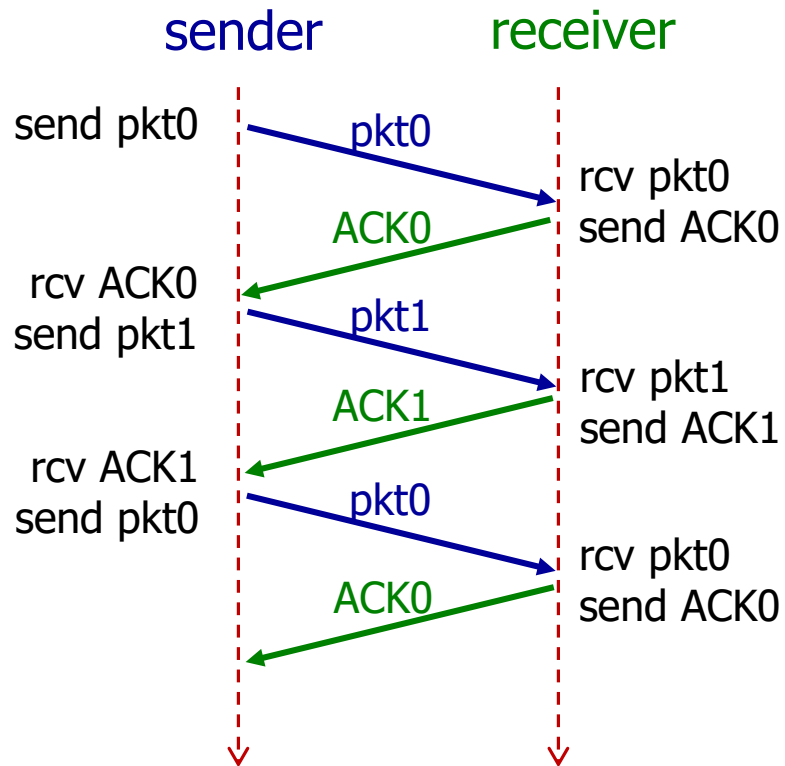 sender receiver
send pkt0
pkt0
rcv pkt0
send ACK0
ACK0
rcv ACK0
send pkt1
pkt1
rcv pkt1
send ACK1
ACK1
rcv ACK1
send pkt0
pkt0
rcv pkt0
send ACK0
ACK0